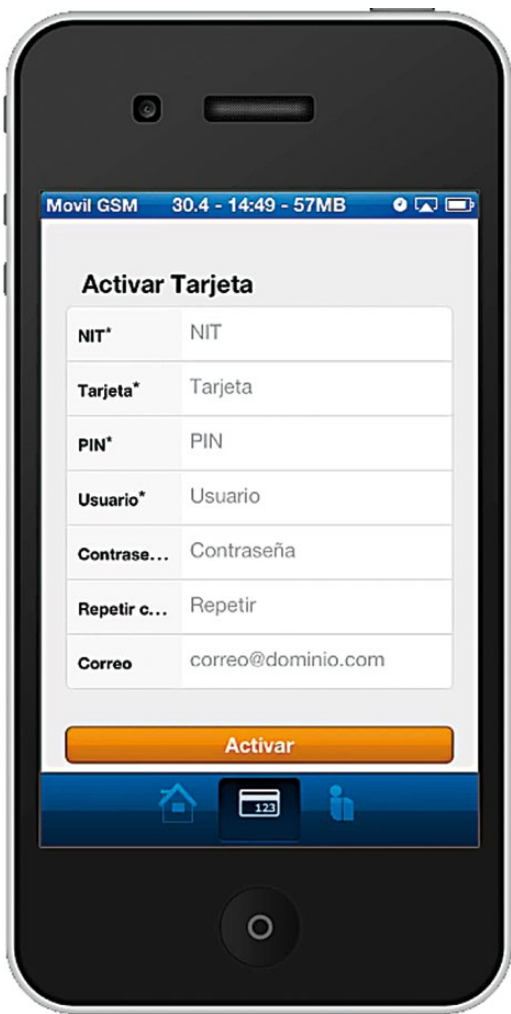 Movil GSM 30.4 - 14:49 - 57MB
Activar Tarjeta
NIT* NIT
Tarjeta* Tarjeta
PIN* PIN
Usuario* Usuario
Contrase... Contraseña
Repetir c... Repetir
Correo correo@dominio.com
Activar
123